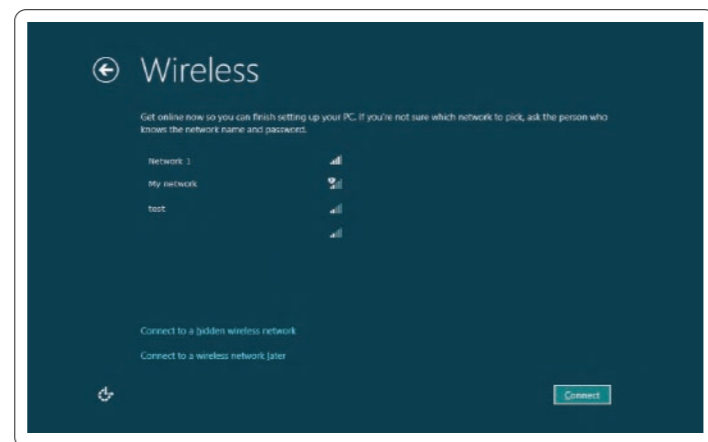 Wireless
Get online now so you can finish setting up your PC. If you're not sure which network to pick, ask the person who
knows the network name and password.
Network 1
My network
test
Connect to a hidden wireless network
Connect to a wireless network later
Connect